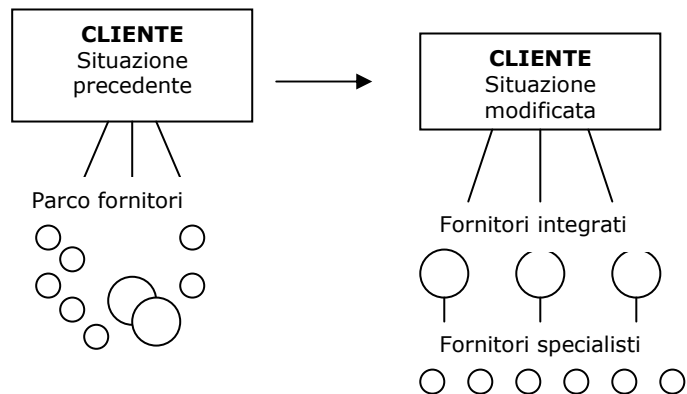 CLIENTE
Situazione
precedente
CLIENTE
Situazione
modificata
Parco fornitori
Fornitori integrati
Fornitori specialisti